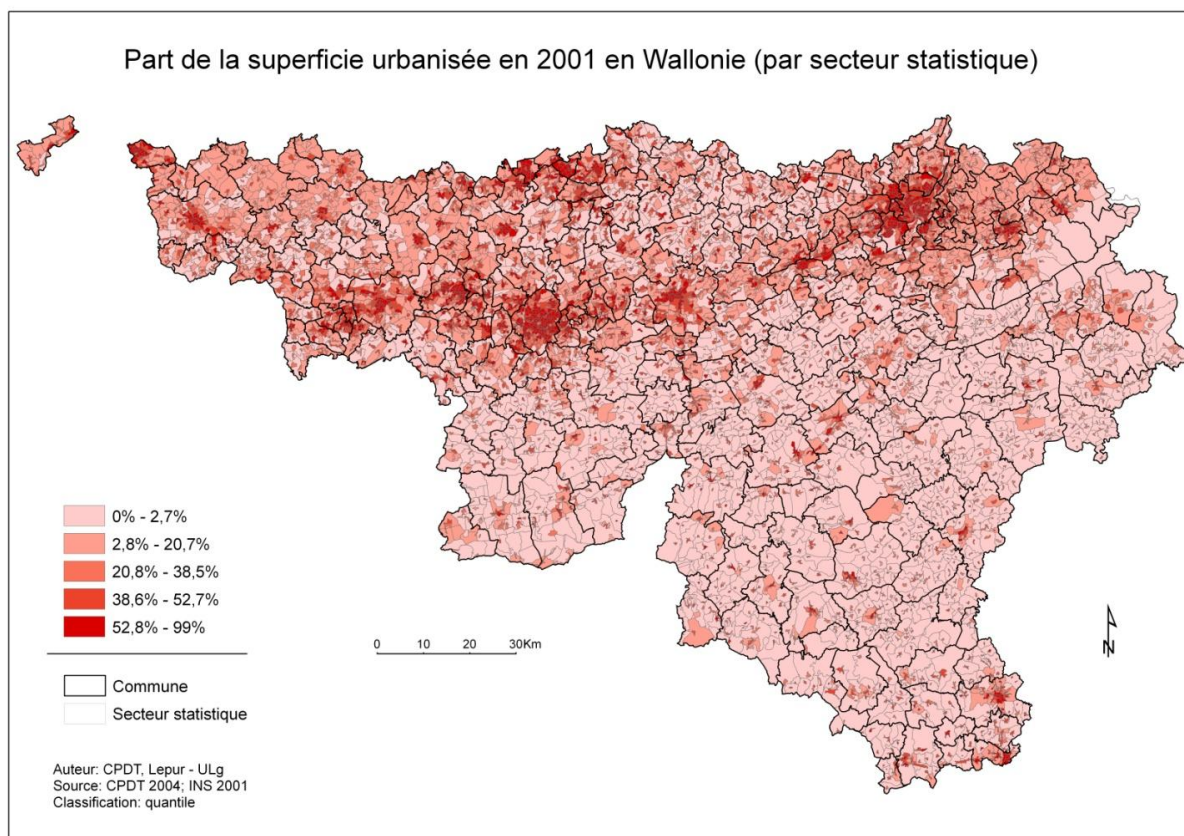 Part de la superficie urbanisée en 2001 en Wallonie (par secteur statistique)
0% - 2,7%
2,8% - 20,7%
20,8% - 38,5%
38,6% - 52,7%
52,8% - 99%
0 10 20 30Km
N
Commune
Secteur statistique
Auteur: CPDT, Lepur - ULg
Source: CPDT 2004; INS 2001
Classification: quantile